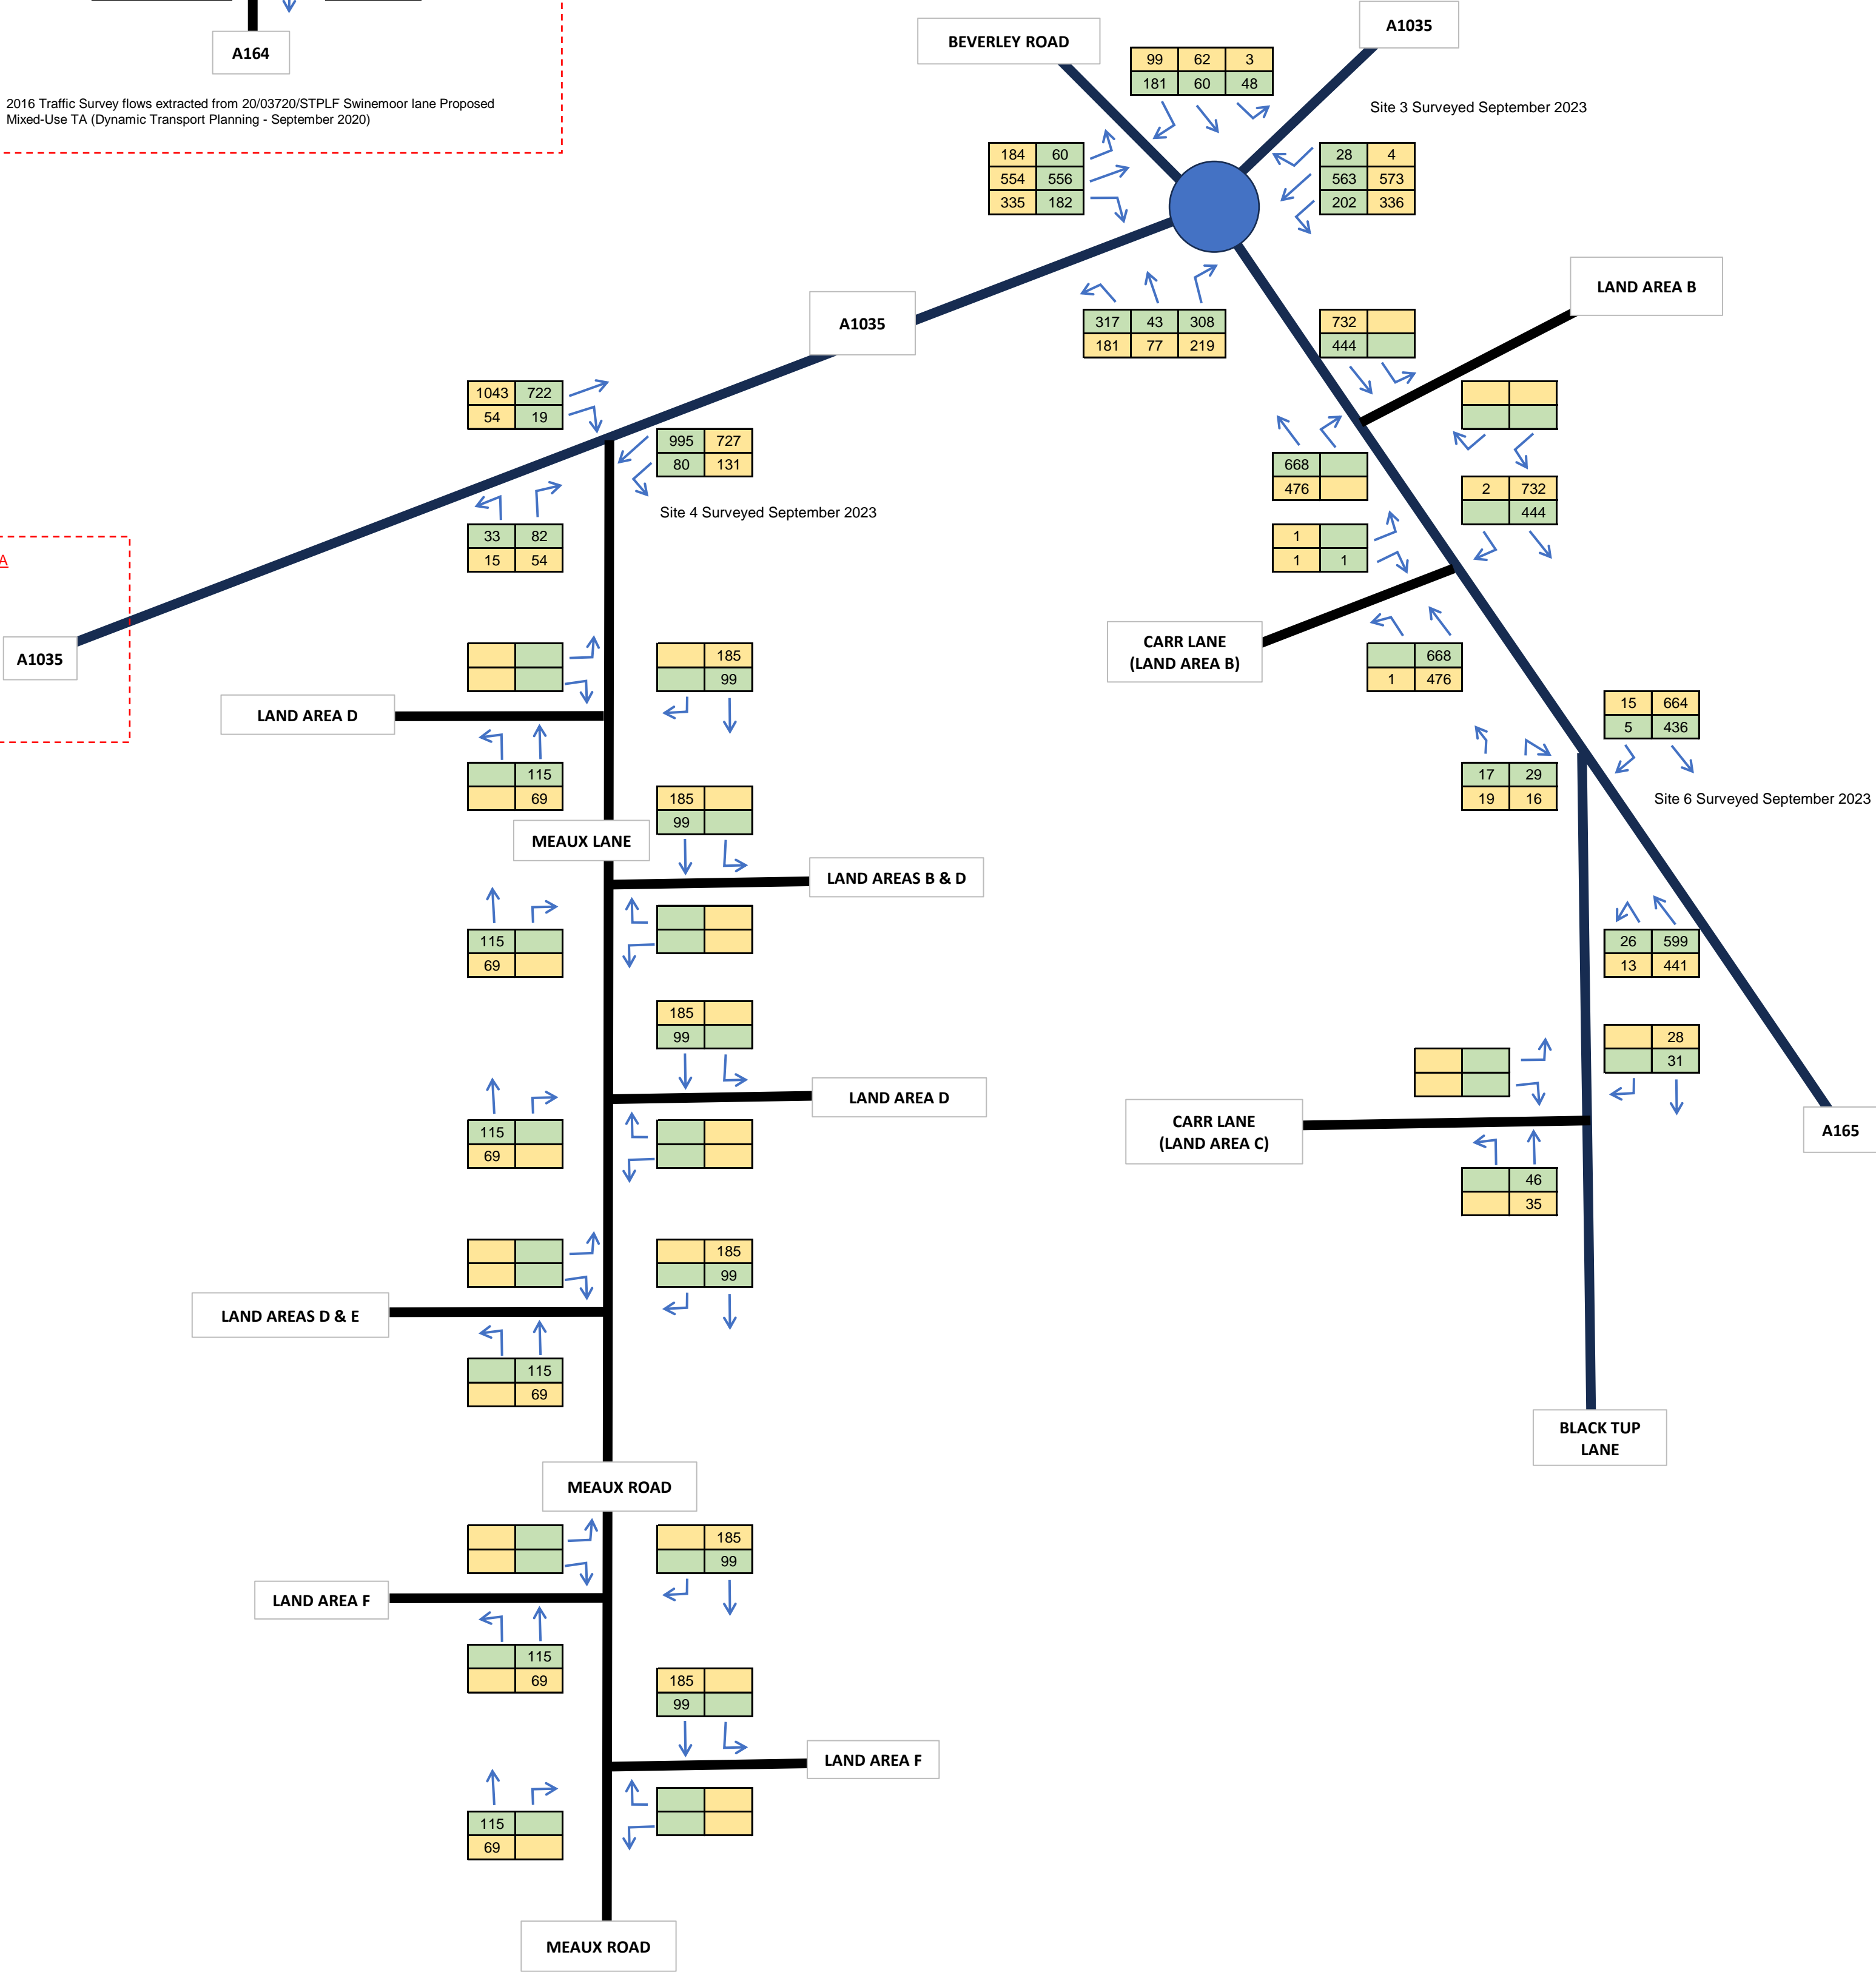 A164
2016 Traffic Survey flows extracted from 20/03720/STPLF Swinemoor lane Proposed
Mixed-Use TA (Dynamic Transport Planning - September 2020)
BEVERLEY ROAD
A1035
99 62 3
181 60 48
Site 3 Surveyed September 2023
184 60
554 556
335 182
28 4
563 573
202 336
A1035
317 43 308
181 77 219
LAND AREA B
732
444
1043 722
54 19
995 727
80 131
668
476
2 732
444
Site 4 Surveyed September 2023
33 82
15 54
1
1 1
A
A1035
CARR LANE
(LAND AREA B)
668
1 476
185
99
LAND AREA D
15 664
5 436
115
69
17 29
19 16
Site 6 Surveyed September 2023
185
99
MEAUX LANE
LAND AREAS B & D
115
69
26 599
13 441
185
99
28
31
LAND AREA D
115
69
CARR LANE
(LAND AREA C)
A165
46
35
185
99
LAND AREAS D & E
115
69
BLACK TUP
LANE
MEAUX ROAD
185
99
LAND AREA F
115
69
185
99
LAND AREA F
115
69
MEAUX ROAD